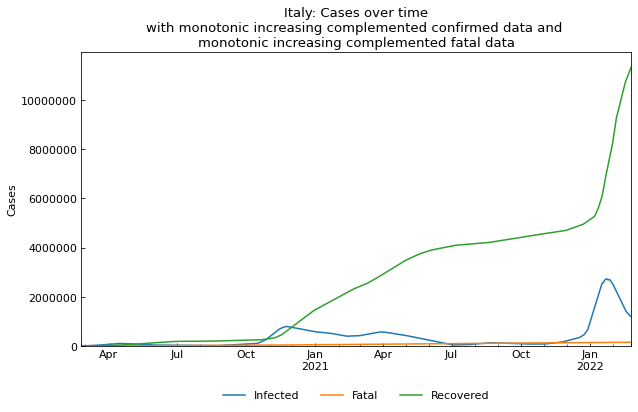 Italy: Cases over time
with monotonic increasing complemented confirmed data and
monotonic increasing complemented fatal data
10000000
8000000
6000000
4000000
2000000
0
Cases
Apr Jul Oct Jan Apr Jul Oct Jan
2021 2022
Infected Fatal Recovered